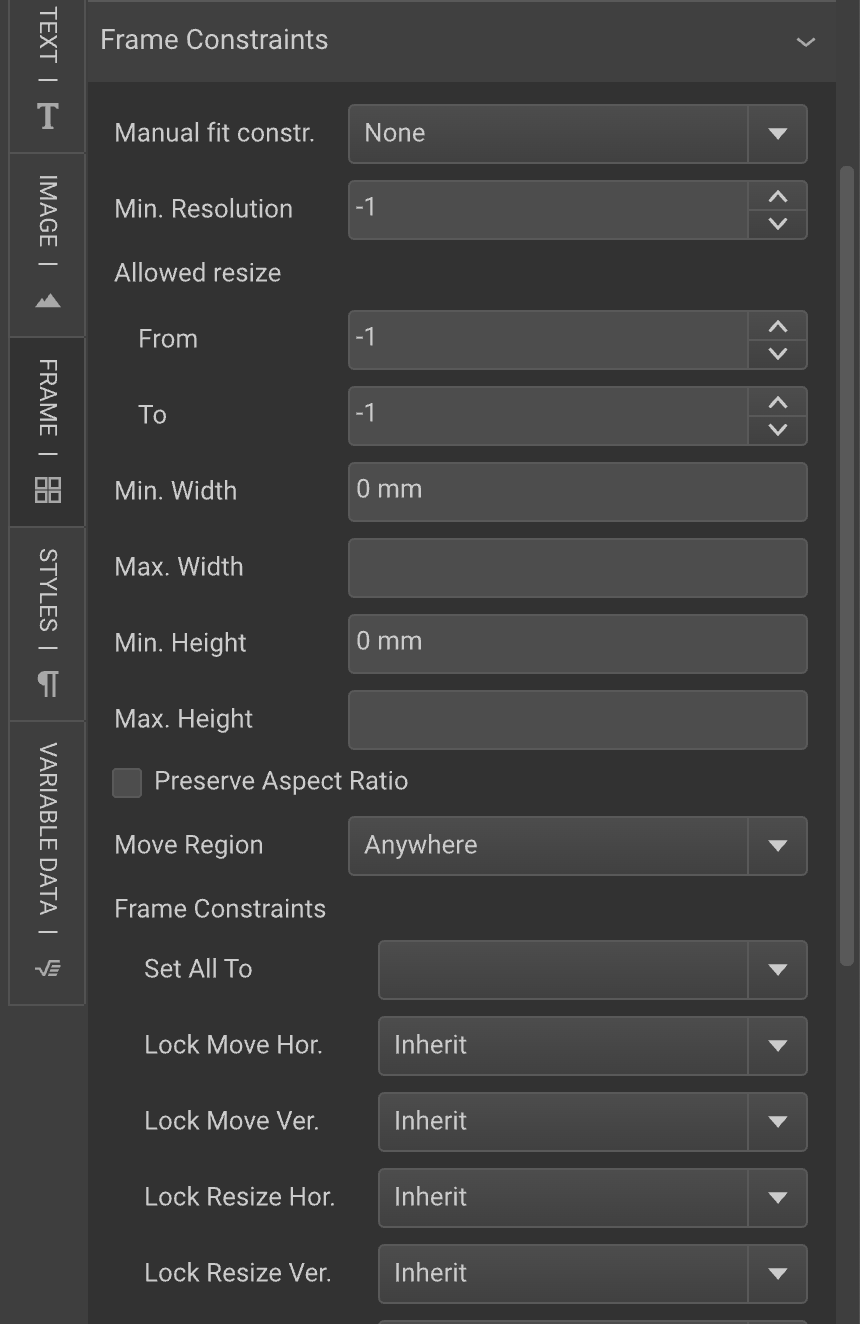 TEXT
IMAGE
FRAME
STYLES
VARIABLE DATA
Frame Constraints
Manual fit constr. None
Min. Resolution -1
Allowed resize
From -1
To -1
Min. Width 0 mm
Max. Width
Min. Height 0 mm
Max. Height
Preserve Aspect Ratio
Move Region Anywhere
Frame Constraints
Set All To
Lock Move Hor. Inherit
Lock Move Ver. Inherit
Lock Resize Hor. Inherit
Lock Resize Ver. Inherit